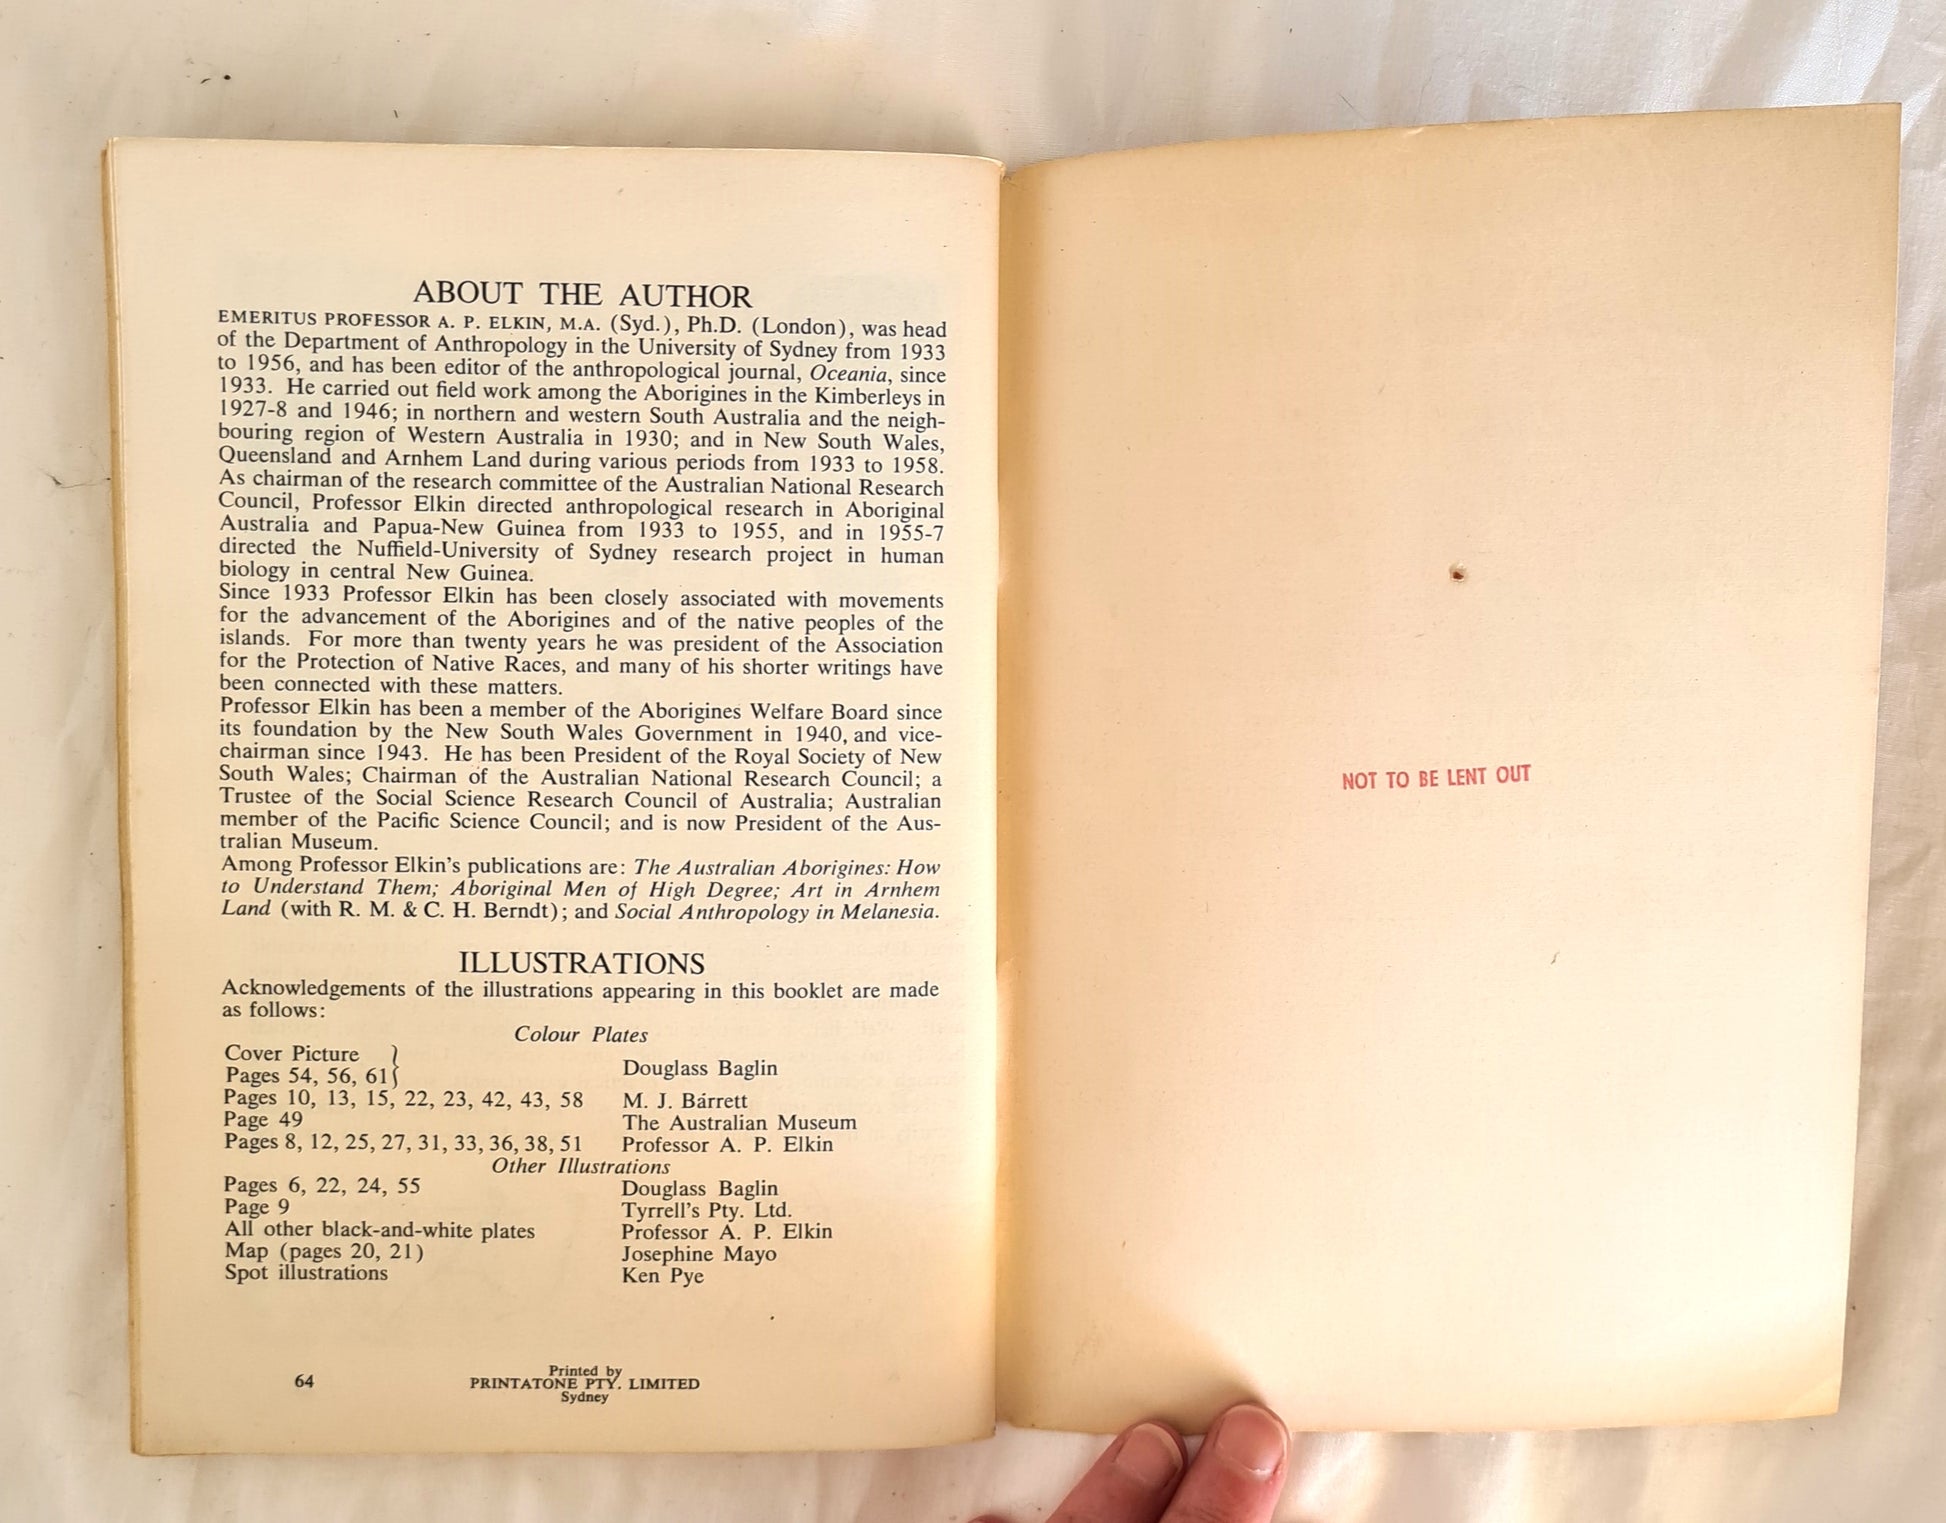 ABOUT THE AUTHOR
EMERITUS PROFESSOR A. P. ELKIN, M.A. (Syd.), Ph.D. (London), was head
of the Department of Anthropology in the University of Sydney from 1933
to 1956, and has been editor of the anthropological journal, Oceania, since
1933. He carried out field work among the Aborigines in the Kimberleys in
1927-8 and 1946; in northern and western South Australia and the neigh-
bouring region of Western Australia in 1930; and in New South Wales,
Queensland and Arnhem Land during various periods from 1933 to 1958.
As chairman of the research committee of the Australian National Research
Council, Professor Elkin directed anthropological research in Aboriginal
Australia and Papua-New Guinea from 1933 to 1955, and in 1955-7
directed the Nuffield-University of Sydney research project in human
biology in central New Guinea.
Since 1933 Professor Elkin has been closely associated with movements
for the advancement of the Aborigines and of the native peoples of the
islands. For more than twenty years he was president of the Association
for the Protection of Native Races, and many of his shorter writings have
been connected with these matters.
Professor Elkin has been a member of the Aborigines Welfare Board since
its foundation by the New South Wales Government in 1940, and vice-
chairman since 1943. He has been President of the Royal Society of New
South Wales; Chairman of the Australian National Research Council; a
Trustee of the Social Science Research Council of Australia; Australian
member of the Pacific Science Council; and is now President of the Aus-
tralian Museum.
Among Professor Elkin's publications are: The Australian Aborigines: How
to Understand Them; Aboriginal Men of High Degree; Art in Arnhem
Land (with R. M. & C. H. Berndt); and Social Anthropology in Melanesia.
ILLUSTRATIONS
Acknowledgements of the illustrations appearing in this booklet are made
as follows:
Colour Plates
Cover Picture
Pages 54, 56, 61} Douglass Baglin
Pages 10, 13, 15, 22, 23, 42, 43, 58 M. J. Barrett
Page 49 The Australian Museum
Pages 8, 12, 25, 27, 31, 33, 36, 38, 51 Professor A. P. Elkin
Other Illustrations
Pages 6, 22, 24, 55 Douglass Baglin
Page 9 Tyrrell's Pty. Ltd.
All other black-and-white plates Professor A. P. Elkin
Map (pages 20, 21) Josephine Mayo
Spot illustrations Ken Pye
Printed by
64 PRINTATONE PTY. LIMITED
Sydney
NOT TO BE LENT OUT